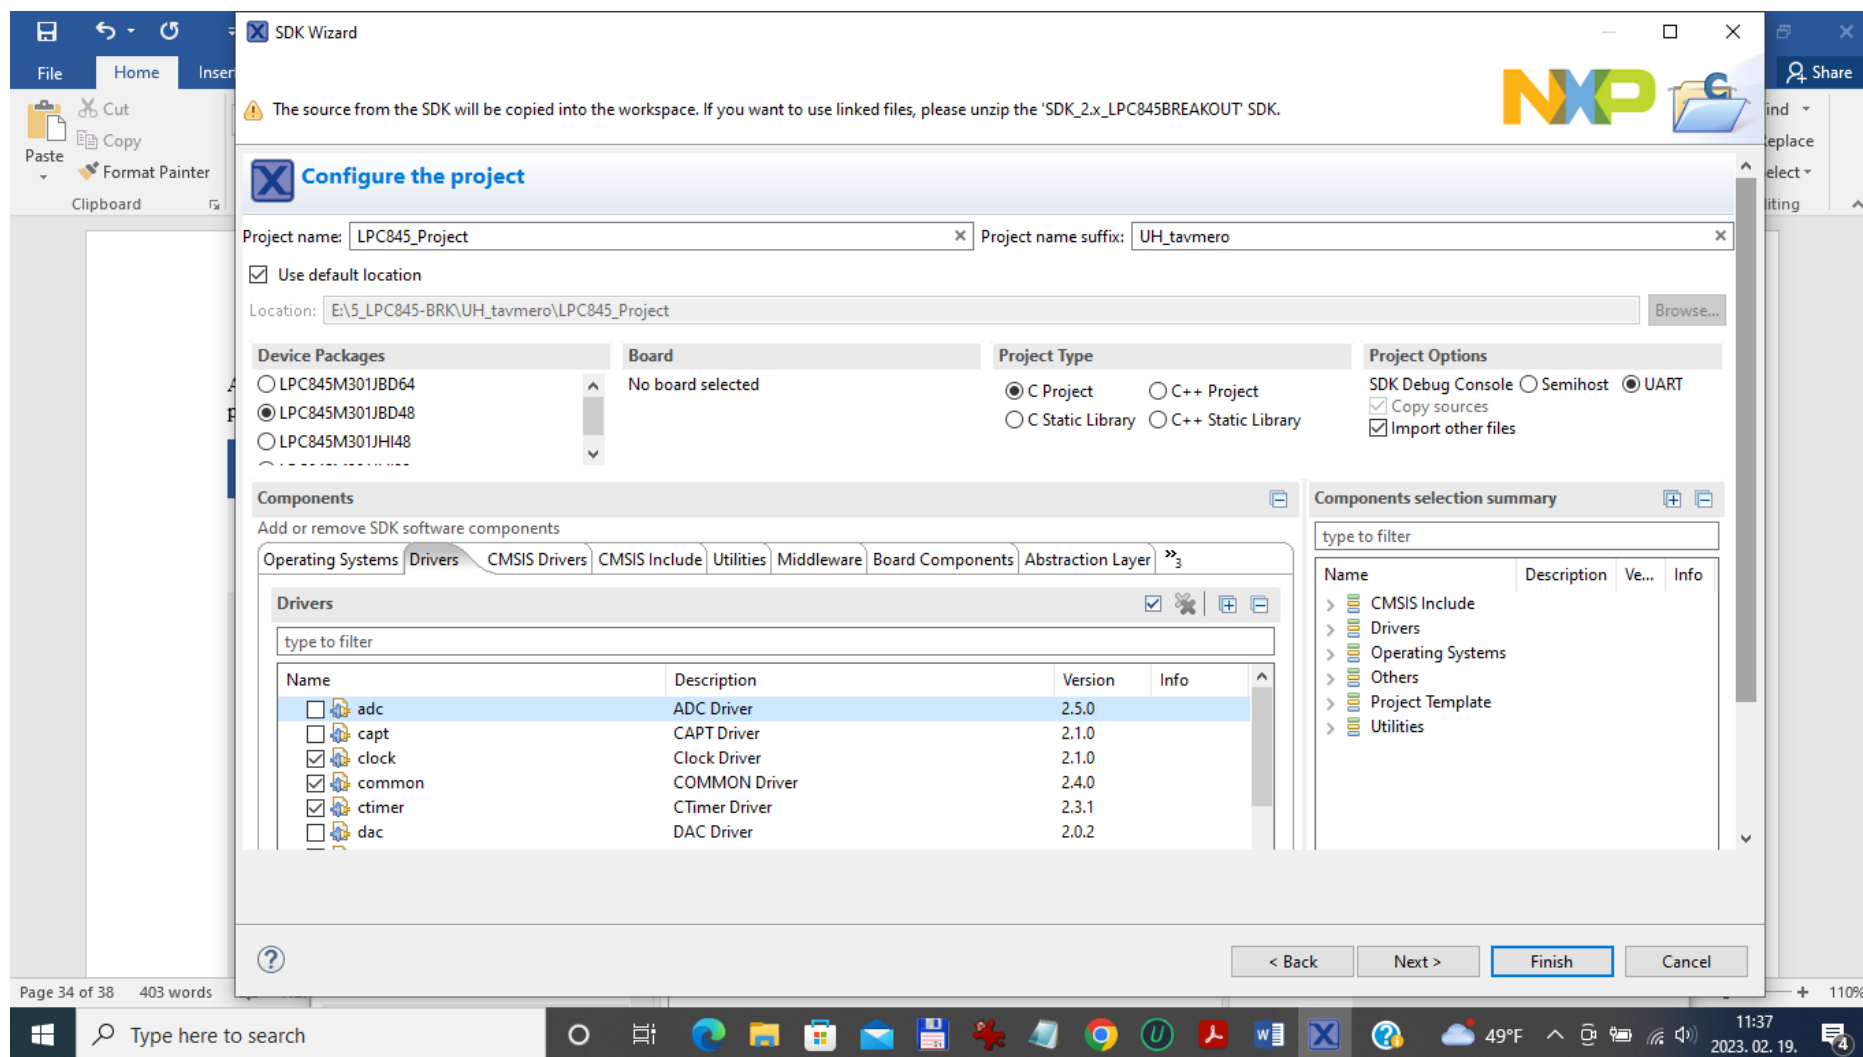 SDK Wizard
File Home Inser
Share
Cut
Copy
Paste
Format Painter
Clipboard
The source from the SDK will be copied into the workspace. If you want to use linked files, please unzip the 'SDK_2.x_LPC845BREAKOUT' SDK.
NXP
C
ind
eplace
elect
iting
Configure the project
Project name: LPC845_Project
Project name suffix: UH_tavmero
Use default location
Location: E:\5_LPC845-BRK\UH_tavmero\LPC845_Project
Browse...
Device Packages
LPC845M301JBD64
LPC845M301JBD48
LPC845M301JHI48
Board
No board selected
Project Type
C Project C++ Project
C Static Library C++ Static Library
Project Options
SDK Debug Console Semihost UART
Copy sources
Import other files
Components
Add or remove SDK software components
Operating Systems Drivers CMSIS Drivers CMSIS Include Utilities Middleware Board Components Abstraction Layer »3
Drivers
type to filter
Name Description Version Info
adc ADC Driver 2.5.0
capt CAPT Driver 2.1.0
clock Clock Driver 2.1.0
common COMMON Driver 2.4.0
ctimer CTimer Driver 2.3.1
dac DAC Driver 2.0.2
Components selection summary
type to filter
Name Description Ve... Info
CMSIS Include
Drivers
Operating Systems
Others
Project Template
Utilities
< Back Next > Finish Cancel
Page 34 of 38 403 words
110%
Type here to search
49°F
11:37
2023. 02. 19.
4